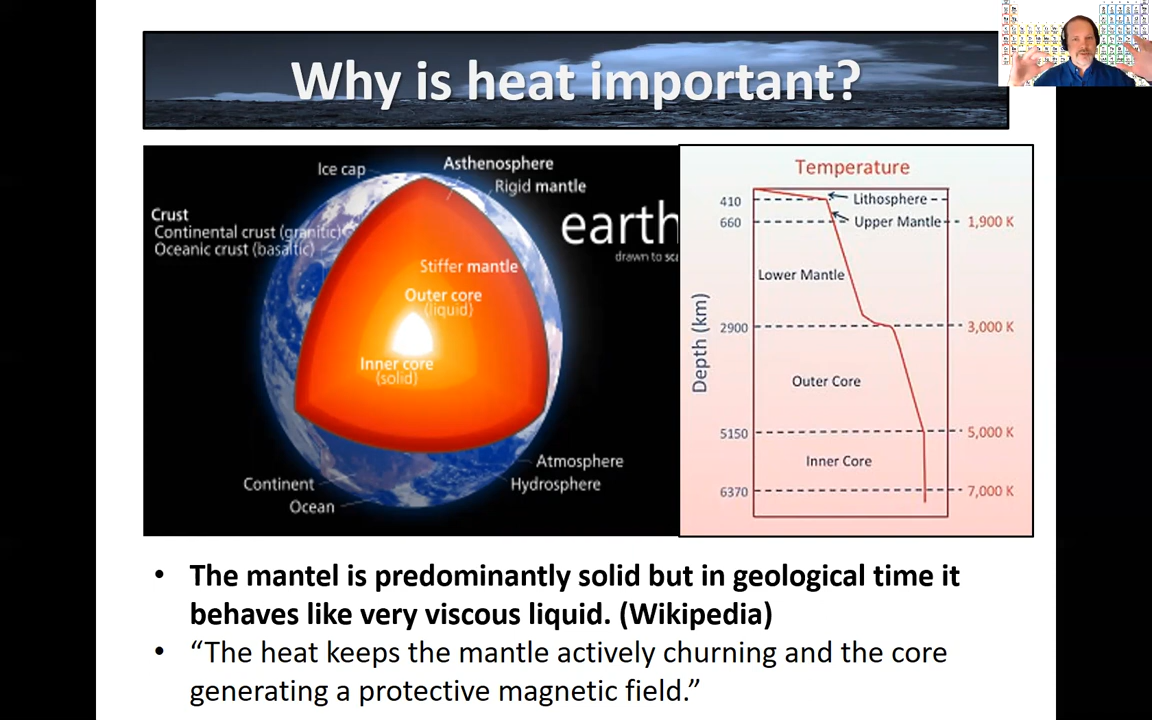 Why is heat important?
Ice cap
Asthenosphere
Rigid mantle
Crust
Continental crust (granitic)
Oceanic crust (basaltic)
earth
drawn to
Stiffer mantle
Outer core
(liquid)
Inner core
(solid)
Atmosphere
Hydrosphere
Continent
Ocean
Temperature
410
Lithosphere
660
Upper Mantle
1,900 K
Lower Mantle
Depth (km)
2900
3,000 K
Outer Core
5150
5,000 K
Inner Core
6370
7,000 K
• The mantel is predominantly solid but in geological time it
behaves like very viscous liquid. (Wikipedia)
• “The heat keeps the mantle actively churning and the core
generating a protective magnetic field.”